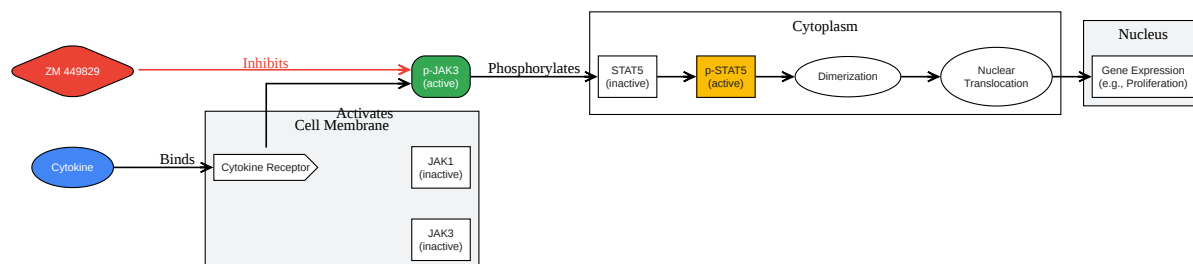 Cytoplasm
Nucleus
ZM 449829
Inhibits
p-JAK3
(active)
Phosphorylates
STAT5
(inactive)
p-STAT5
(active)
Dimerization
Nuclear
Translocation
Gene Expression
(e.g., Proliferation)
Activates
Cell Membrane
Cytokine
Binds
Cytokine Receptor
JAK1
(inactive)
JAK3
(inactive)